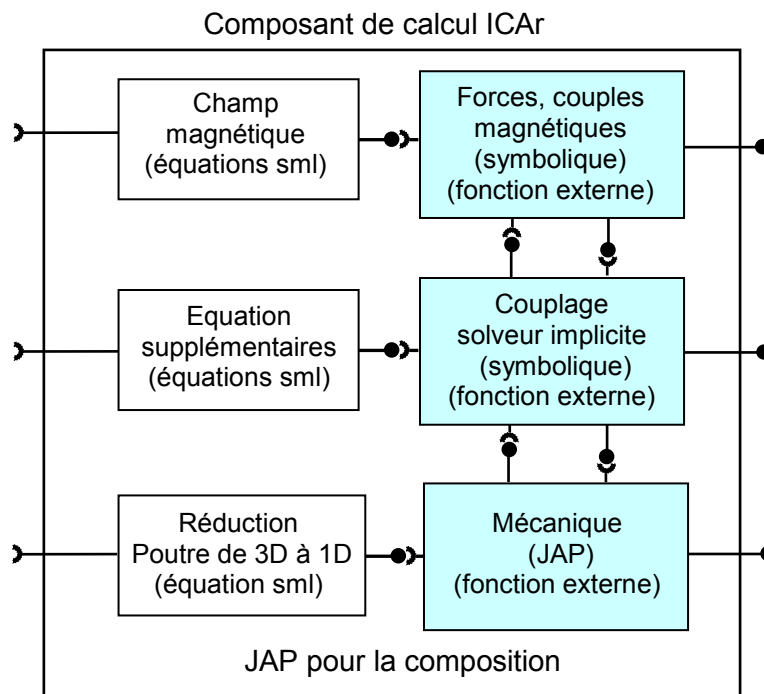 Composant de calcul ICAr
Champ
magnétique
(équations sml)
Forces, couples
magnétiques
(symbolique)
(fonction externe)
Equation
supplémentaires
(équations sml)
Couplage
solveur implicite
(symbolique)
(fonction externe)
Réduction
Poutre de 3D à 1D
(équation sml)
Mécanique
(JAP)
(fonction externe)
JAP pour la composition